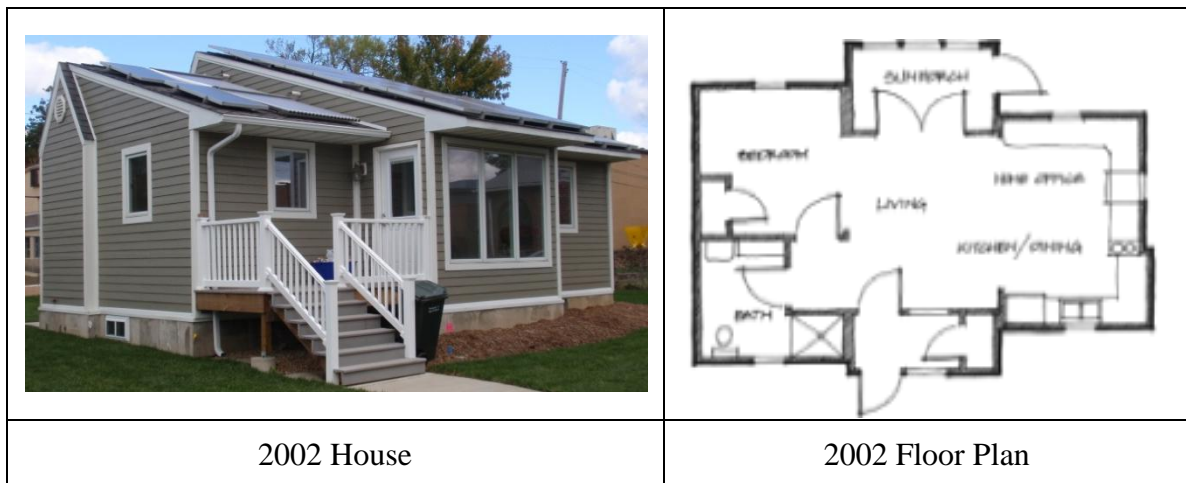 SUNPORCH
BEDROOM
HOME OFFICE
LIVING
KITCHEN/DINING
BATH
2002 House
2002 Floor Plan